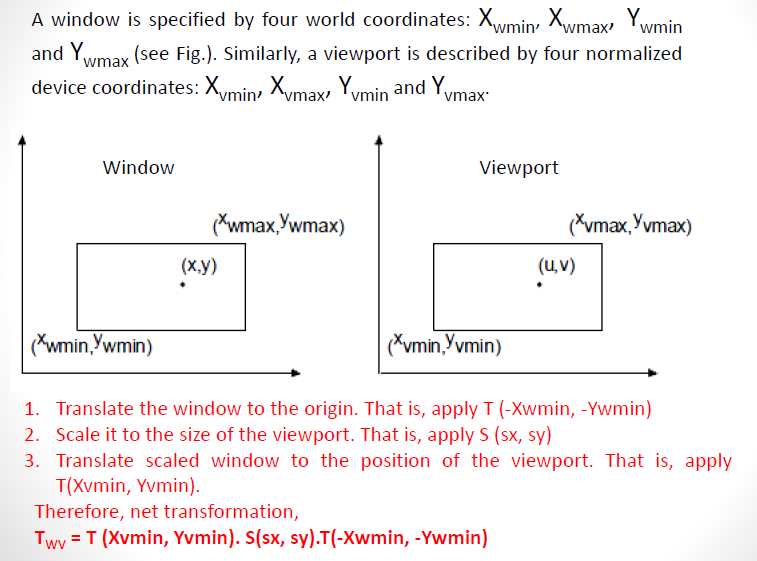 A window is specified by four world coordinates: Xwmin, Xwmax, Ywmin
and Ywmax (see Fig.). Similarly, a viewport is described by four normalized
device coordinates: Xvmin, Xvmax, Yvmin and Yvmax.
Window
Viewport
(xwmax,ywmax)
(xvmax,yvmax)
(x,y)
(u,v)
(xwmin,ywmin)
(xvmin,yvmin)
1. Translate the window to the origin. That is, apply T (-Xwmin, -Ywmin)
2. Scale it to the size of the viewport. That is, apply S (sx, sy)
3. Translate scaled window to the position of the viewport. That is, apply
T(Xvmin, Yvmin).
Therefore, net transformation,
TWV = T (Xvmin, Yvmin). S(sx, sy).T(-Xwmin, -Ywmin)